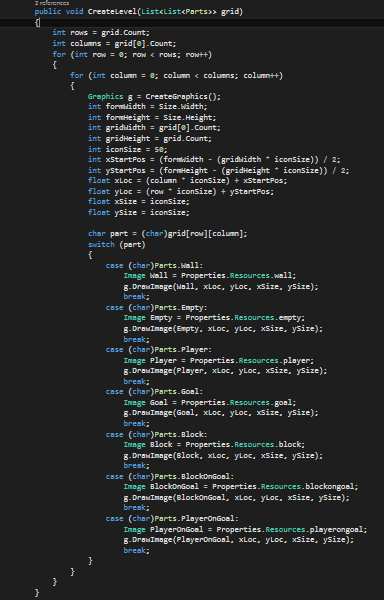 2 references
public void CreateLevel(List<List<Parts>> grid)
{
int rows = grid.Count;
int columns = grid[0].Count;
for (int row = 0; row < rows; row++)
{
for (int column = 0; column < columns; column++)
{
Graphics g = CreateGraphics();
int formWidth = Size.Width;
int formHeight = Size.Height;
int gridWidth = grid[0].Count;
int gridHeight = grid.Count;
int iconSize = 50;
int xStartPos = (formWidth - (gridWidth * iconSize)) / 2;
int yStartPos = (formHeight - (gridHeight * iconSize)) / 2;
float xLoc = (column * iconSize) + xStartPos;
float yLoc = (row * iconSize) + yStartPos;
float xSize = iconSize;
float ySize = iconSize;
char part = (char)grid[row][column];
switch (part)
{
case (char)Parts.Wall:
Image Wall = Properties.Resources.wall;
g.DrawImage(Wall, xLoc, yLoc, xSize, ySize);
break;
case (char)Parts.Empty:
Image Empty = Properties.Resources.empty;
g.DrawImage(Empty, xLoc, yLoc, xSize, ySize);
break;
case (char)Parts.Player:
Image Player = Properties.Resources.player;
g.DrawImage(Player, xLoc, yLoc, xSize, ySize);
break;
case (char)Parts.Goal:
Image Goal = Properties.Resources.goal;
g.DrawImage(Goal, xLoc, yLoc, xSize, ySize);
break;
case (char)Parts.Block:
Image Block = Properties.Resources.block;
g.DrawImage(Block, xLoc, yLoc, xSize, ySize);
break;
case (char)Parts.BlockOnGoal:
Image BlockOnGoal = Properties.Resources.blockongoal;
g.DrawImage(BlockOnGoal, xLoc, yLoc, xSize, ySize);
break;
case (char)Parts.PlayerOnGoal:
Image PlayerOnGoal = Properties.Resources.playerongoal;
g.DrawImage(PlayerOnGoal, xLoc, yLoc, xSize, ySize);
break;
}
}
}
}